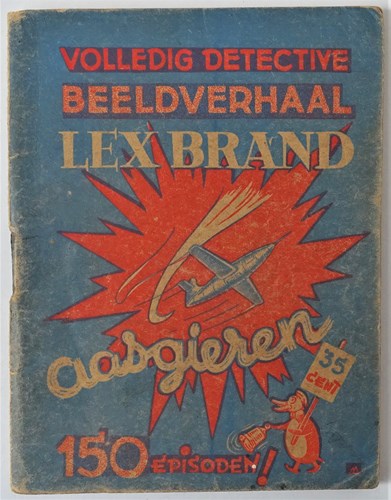 VOLLEDIG DETECTIVE
BEELDVERHAAL
LEX BRAND
aasgieren
35
CENT
150 EPISODEN!